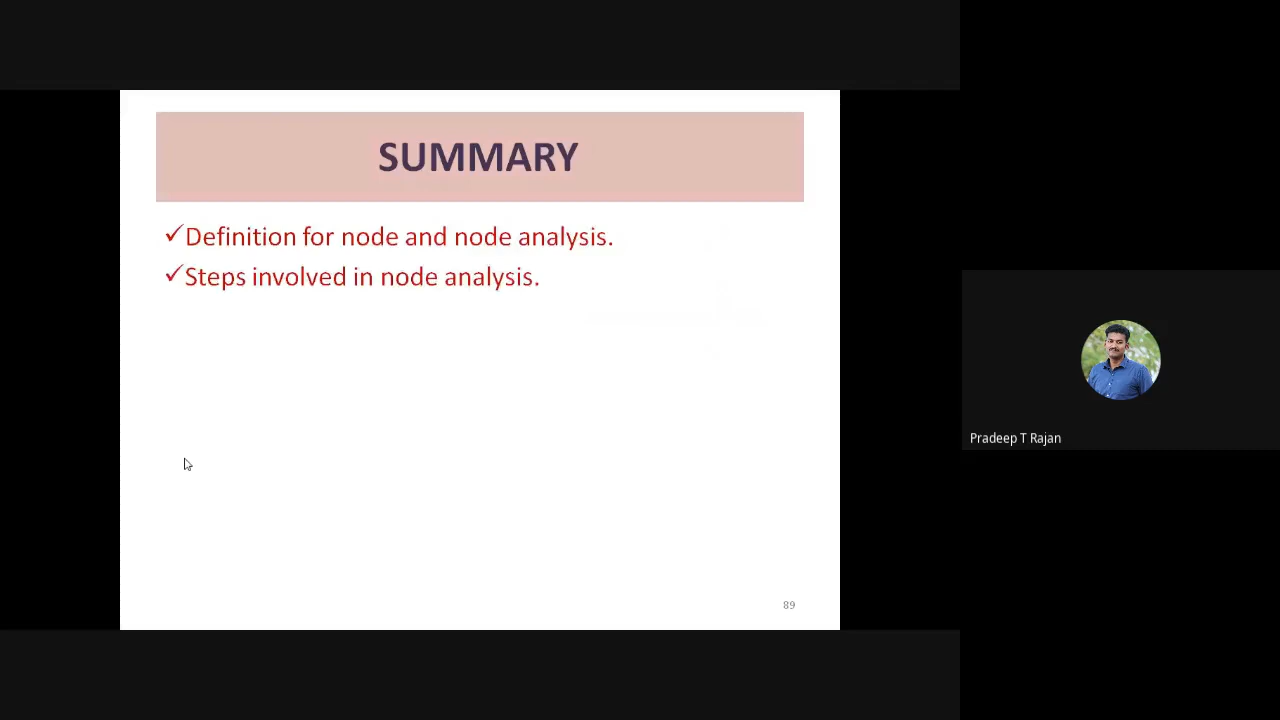 SUMMARY
✓Definition for node and node analysis.
✓Steps involved in node analysis.
89
Pradeep T Rajan